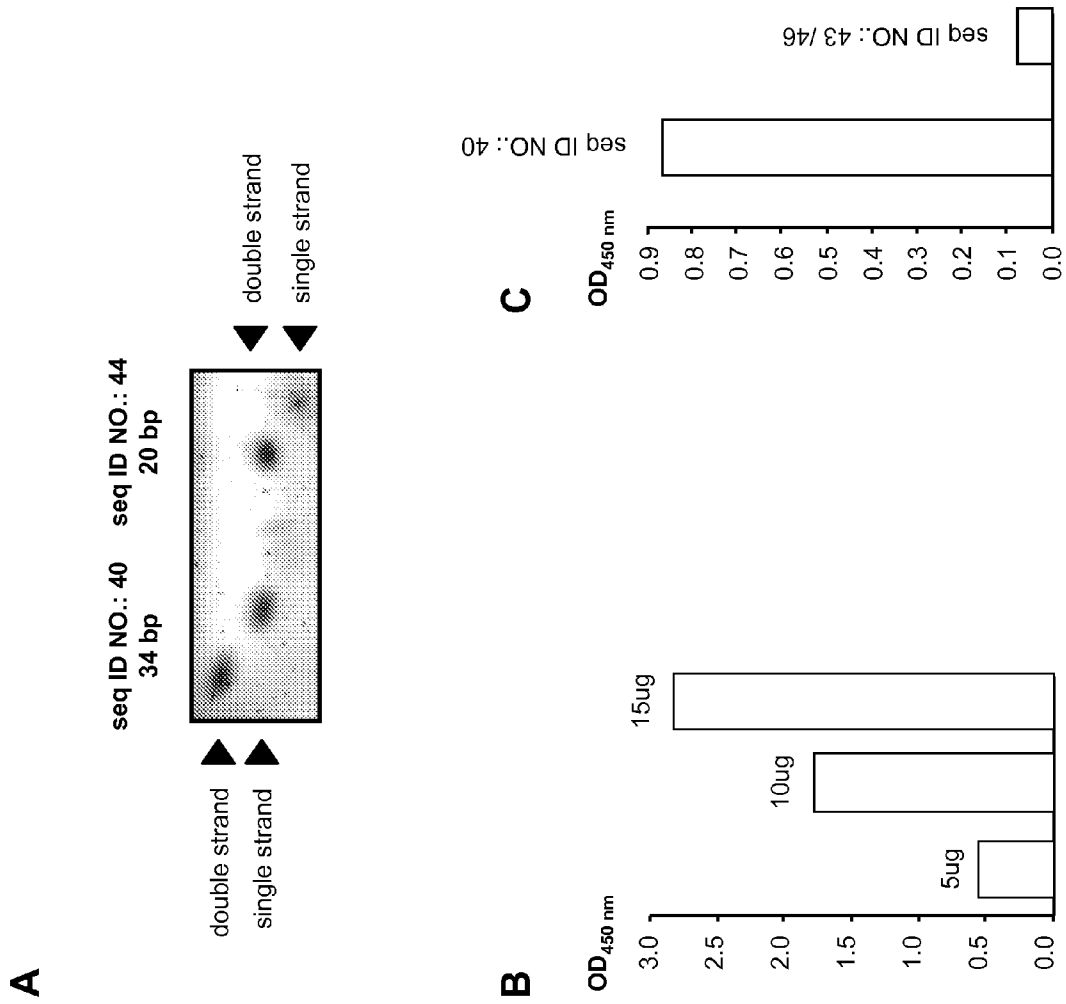 A
seq ID NO.: 40
34 bp
seq ID NO.: 44
20 bp
double strand
single strand
double strand
single strand
B
OD450 nm
3.0
2.5
2.0
1.5
1.0
0.5
0.0
5ug
10ug
15ug
C
OD450 nm
0.9
0.8
0.7
0.6
0.5
0.4
0.3
0.2
0.1
0.0
seq ID NO.: 40
seq ID NO.: 43 /46